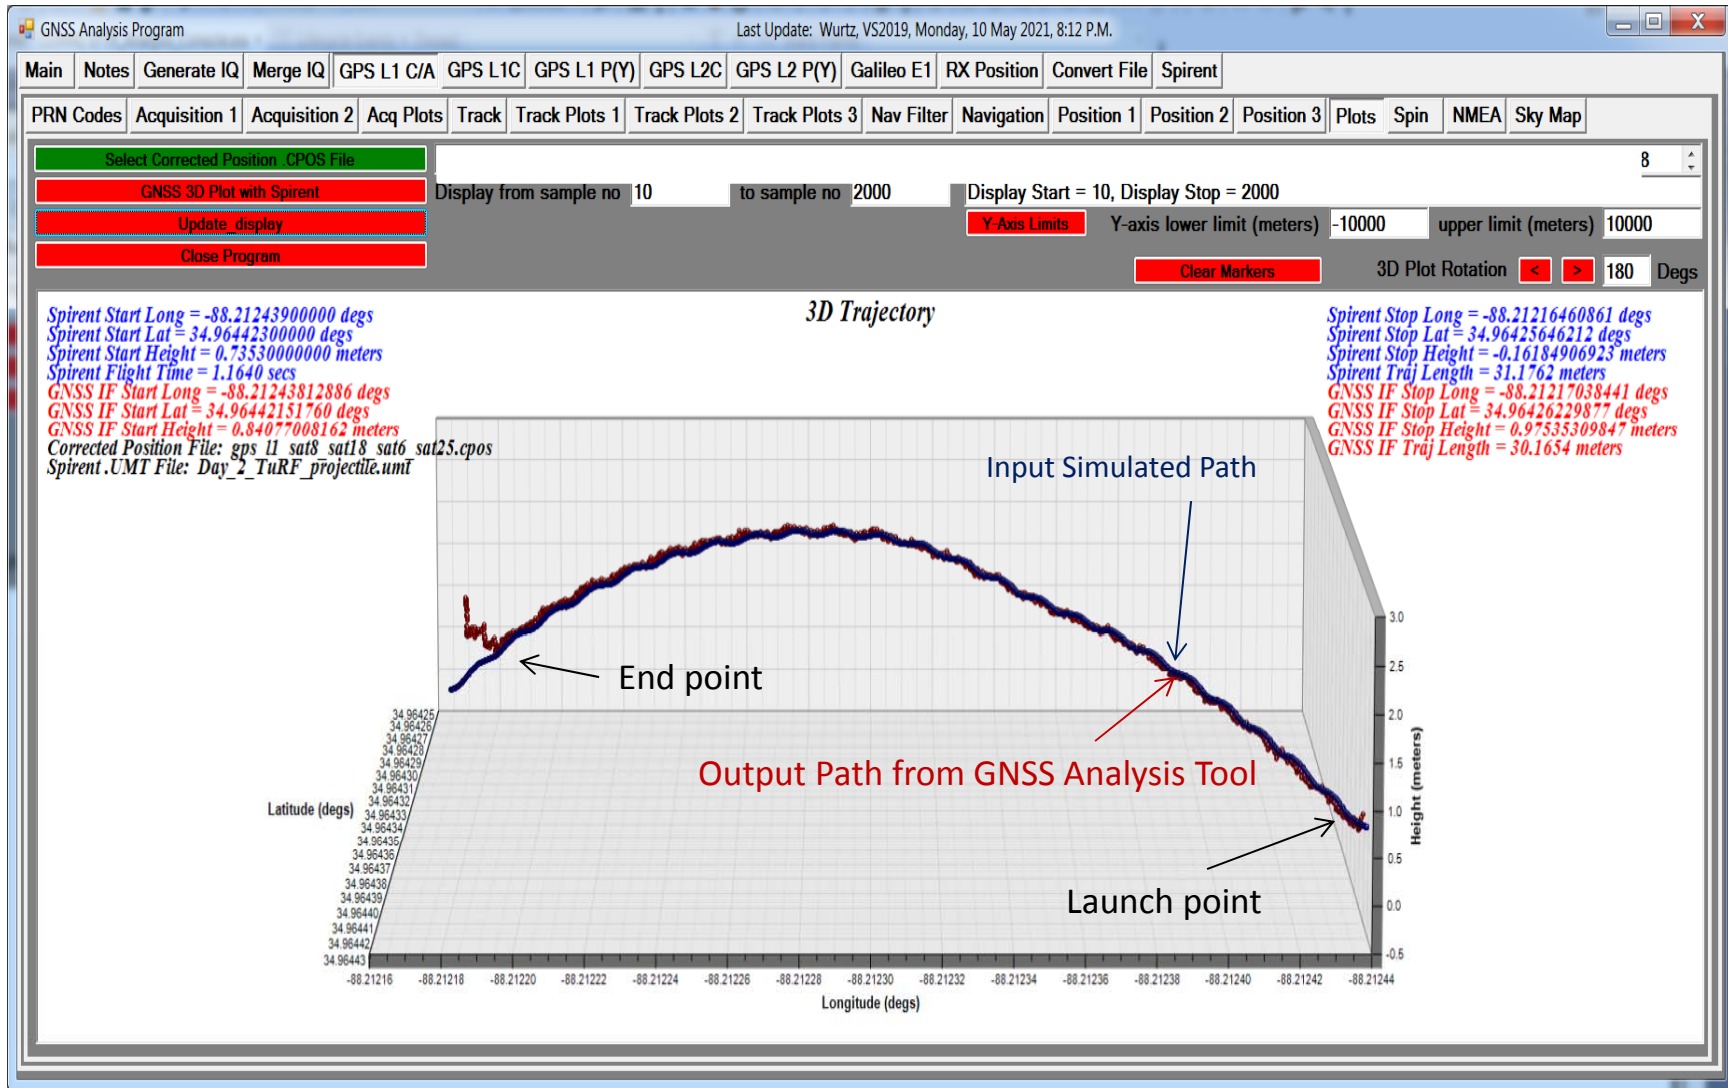 GNSS Analysis Program
Last Update: Wurtz, VS2019, Monday, 10 May 2021, 8:12 P.M.
Main Notes Generate IQ Merge IQ GPS L1 C/A GPS L1C GPS L1 P(Y) GPS L2C GPS L2 P(Y) Galileo E1 RX Position Convert File Spirent
PRN Codes Acquisition 1 Acquisition 2 Acq Plots Track Track Plots 1 Track Plots 2 Track Plots 3 Nav Filter Navigation Position 1 Position 2 Position 3 Plots Spin NMEA Sky Map
Select Corrected Position .CPOS File 8
GNSS 3D Plot with Spirent Display from sample no 10 to sample no 2000 Display Start = 10, Display Stop = 2000
Update_display Y-Axis Limits Y-axis lower limit (meters) -10000 upper limit (meters) 10000
Close Program Clear Markers 3D Plot Rotation < > 180 Degs
3D Trajectory
Spirent Start Long = -88.21243900000 degs
Spirent Start Lat = 34.96442300000 degs
Spirent Start Height = 0.73530000000 meters
Spirent Flight Time = 1.1640 secs
GNSS IF Start Long = -88.21243812886 degs
GNSS IF Start Lat = 34.96442151760 degs
GNSS IF Start Height = 0.84077008162 meters
Corrected Position File: gps_l1_sat8_sat18_sat6_sat25.cpos
Spirent .UMT File: Day_2_TuRF_projectile.umt
Spirent Stop Long = -88.21216460861 degs
Spirent Stop Lat = 34.96425646212 degs
Spirent Stop Height = -0.16184906923 meters
Spirent Traj Length = 31.1762 meters
GNSS IF Stop Long = -88.21217038441 degs
GNSS IF Stop Lat = 34.96426229877 degs
GNSS IF Stop Height = 0.97535309847 meters
GNSS IF Traj Length = 30.1654 meters
Input Simulated Path
End point
Output Path from GNSS Analysis Tool
Launch point
3.0
2.5
2.0
1.5
1.0
0.5
0.0
-0.5
Height (meters)
34.96425
34.96426
34.96427
34.96428
34.96429
34.96430
34.96431
34.96432
34.96433
34.96434
34.96435
34.96436
34.96437
34.96438
34.96439
34.96440
34.96441
34.96442
34.96443
Latitude (degs)
-88.21216 -88.21218 -88.21220 -88.21222 -88.21224 -88.21226 -88.21228 -88.21230 -88.21232 -88.21234 -88.21236 -88.21238 -88.21240 -88.21242 -88.21244
Longitude (degs)